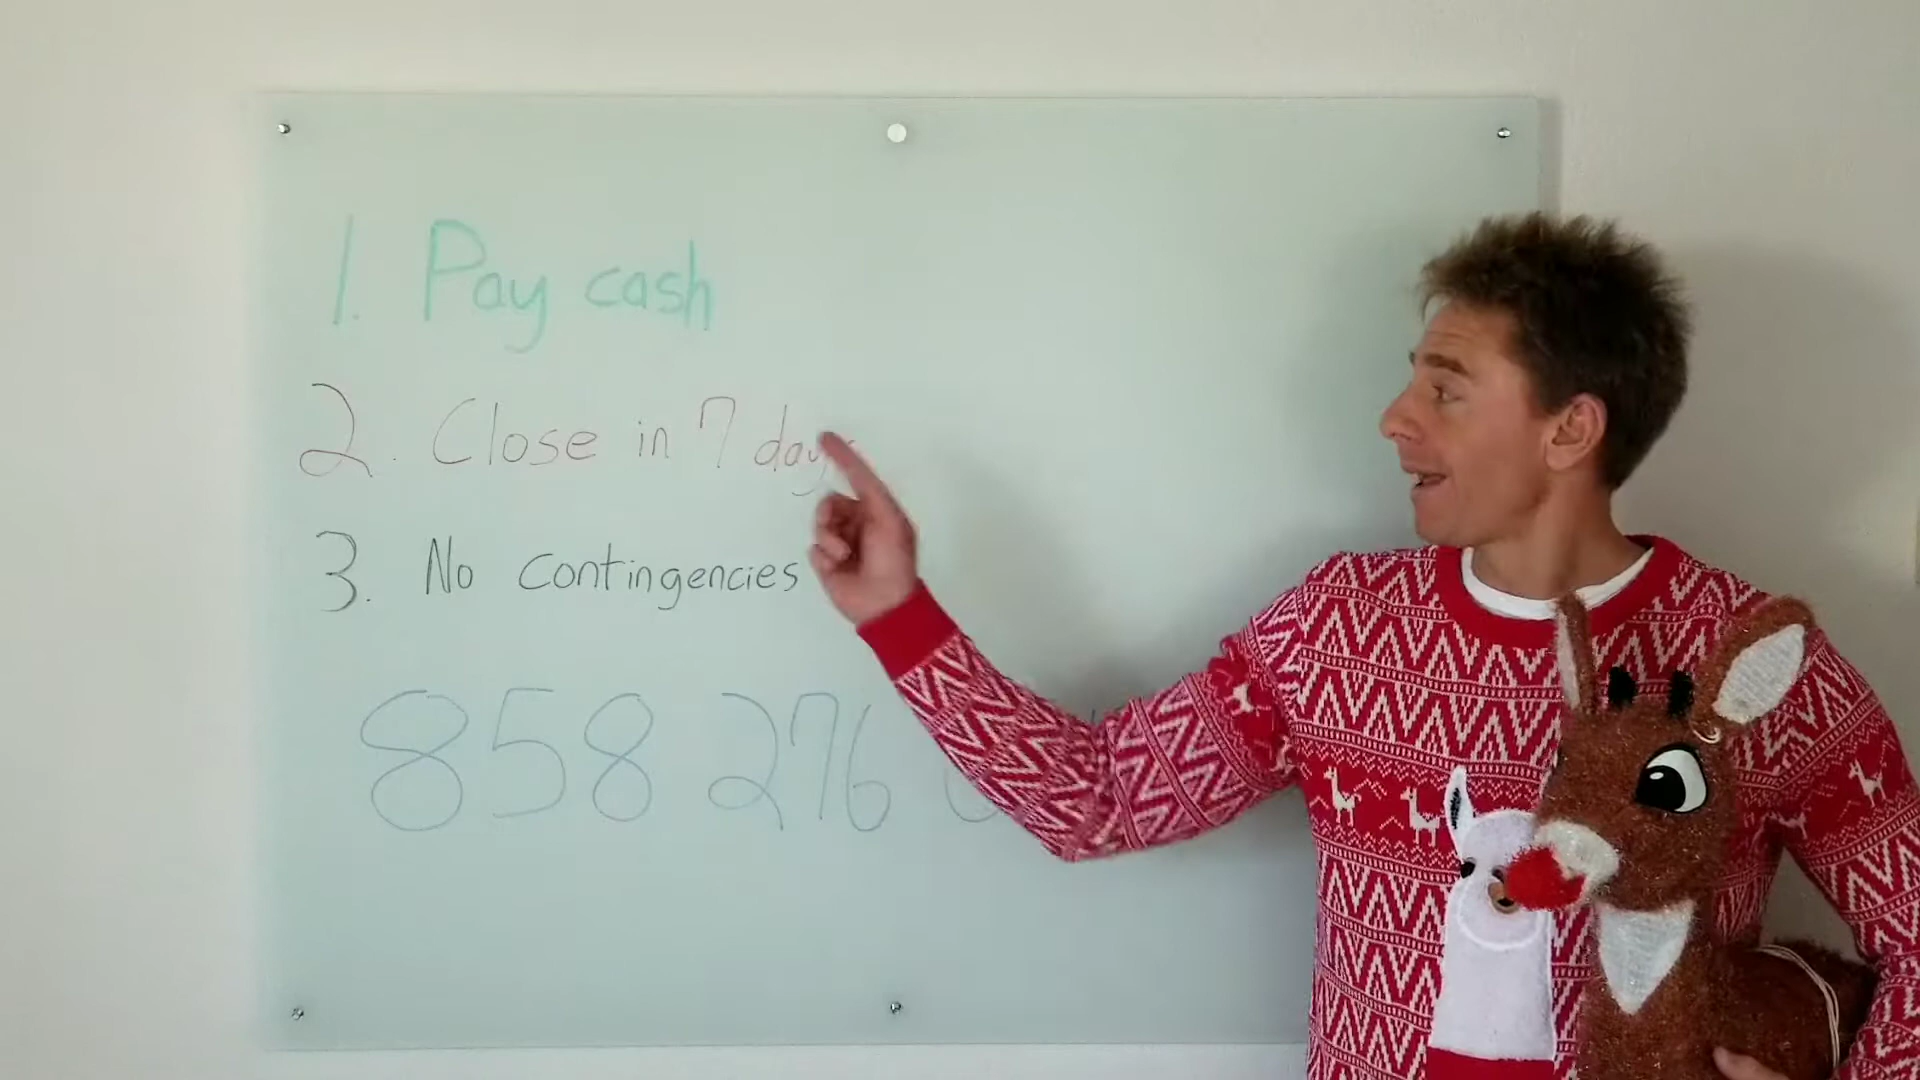 1. Pay cash
2. Close in 7 days
3. No contingencies
858 276